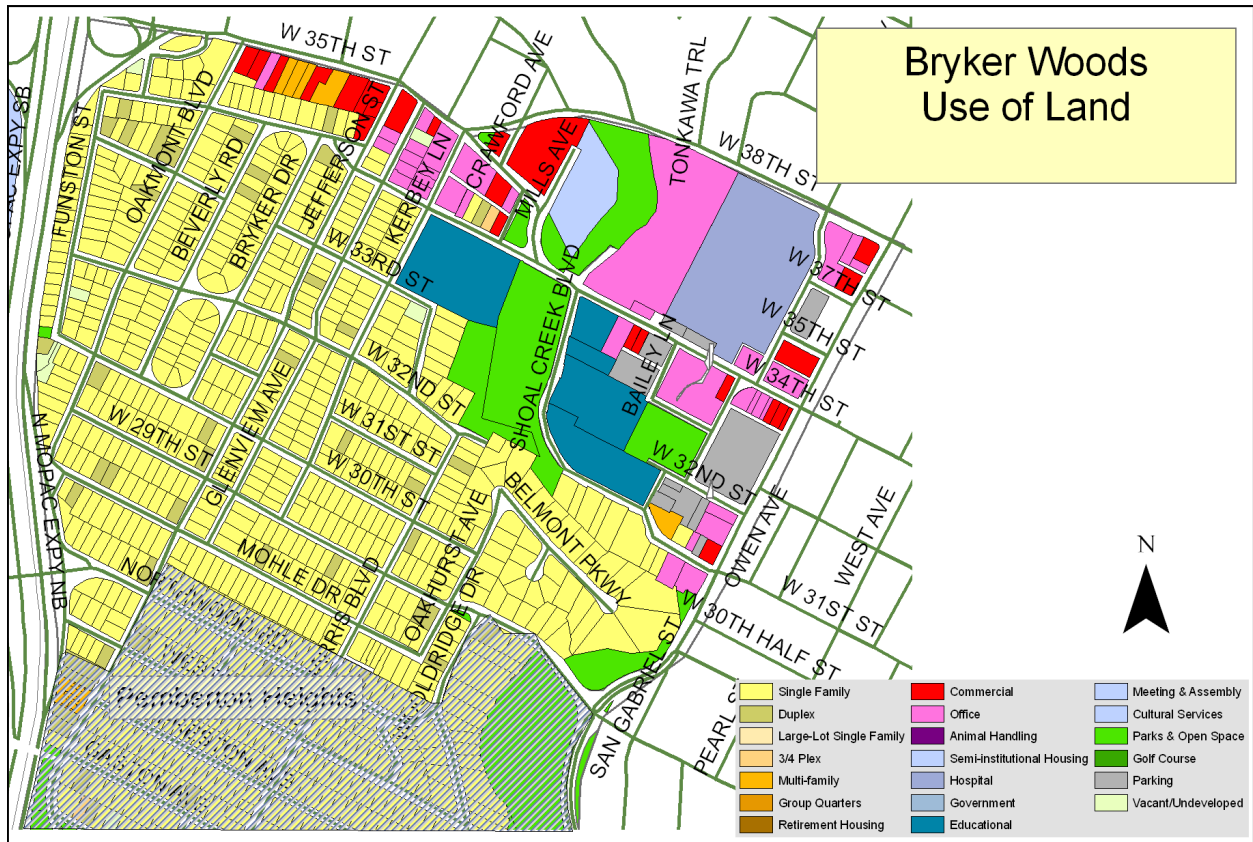 Bryker Woods
Use of Land
W 35TH ST
CRAWFORD AVE
TONKAWA TRL
W 38TH ST
FUNSTON ST
OAKMONT BLVD
BEVERLY RD
BRYKER DR
JEFFERSON ST
KERBEY LN
MILLS AVE
W 33RD ST
SHOAL CREEK BLVD
W 37TH ST
W 35TH ST
W 34TH ST
BAILEY LN
W 32ND ST
W 32ND ST
W 31ST ST
W 30TH ST
W 29TH ST
GLENVIEW AVE
BELMONT PKWY
OWEN AVE
WEST AVE
W 31ST ST
W 30TH HALF ST
N MOPAC EXPY NB
MOHLE DR
OAKHURST AVE
SAN GABRIEL ST
PEARL S
GASTON AVE
N
Single Family
Duplex
Large-Lot Single Family
3/4 Plex
Multi-family
Group Quarters
Retirement Housing
Commercial
Office
Animal Handling
Semi-institutional Housing
Hospital
Government
Educational
Meeting & Assembly
Cultural Services
Parks & Open Space
Golf Course
Parking
Vacant/Undeveloped